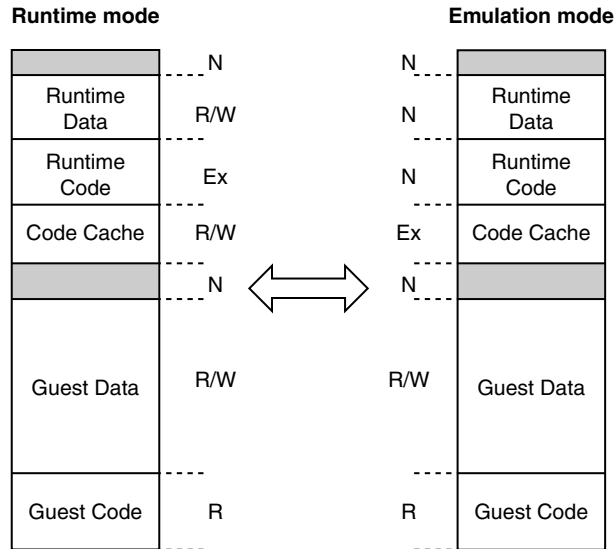 Runtime mode
Emulation mode
N
N
Runtime
Data
R/W
N
Runtime
Data
Runtime
Code
Ex
N
Runtime
Code
Code Cache
R/W
Ex
Code Cache
N
N
Guest Data
R/W
R/W
Guest Data
Guest Code
R
R
Guest Code